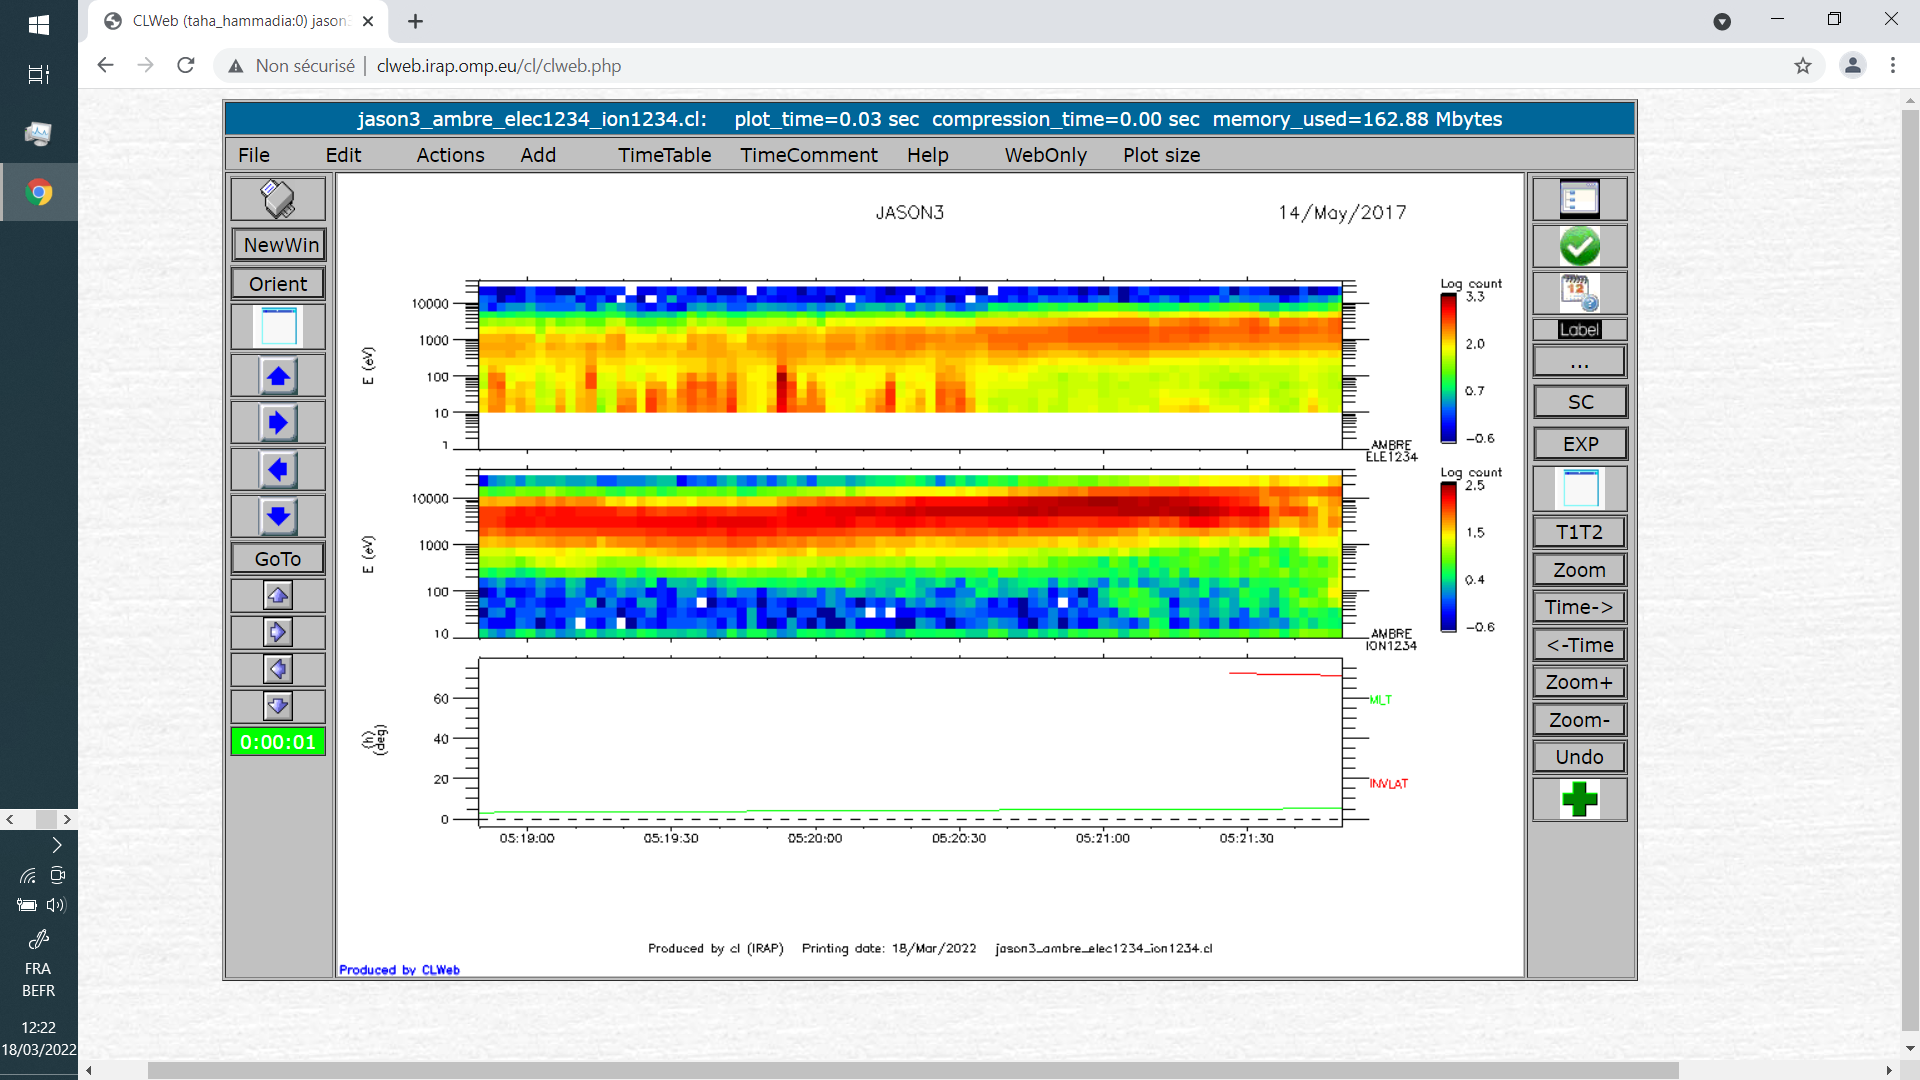 CLWeb (taha_hammadia:0) jason3
Non sécurisé | clweb.irap.omp.eu/cl/clweb.php
jason3_ambre_elec1234_ion1234.cl: plot_time=0.03 sec compression_time=0.00 sec memory_used=162.88 Mbytes
File Edit Actions Add TimeTable TimeComment Help WebOnly Plot size
NewWin
Orient
GoTo
0:00:01
JASON3 14/May/2017
10000
1000
100
10
1
E (eV)
Log count
3.3
2.0
0.7
-0.6
AMBRE
ELE1234
10000
1000
100
10
E (eV)
Log count
2.5
1.5
0.4
-0.6
AMBRE
ION1234
60
40
20
0
(h)
(deg)
MLT
INVLAT
05:19:30 05:20:00 05:20:30 05:21:00 05:21:30
Produced by cl (IRAP) Printing date: 18/Mar/2022 jason3_ambre_elec1234_ion1234.cl
Produced by CLWeb
12
Label
...
SC
EXP
T1T2
Zoom
Time->
<-Time
Zoom+
Zoom-
Undo
FRA
BEFR
12:22
18/03/2022